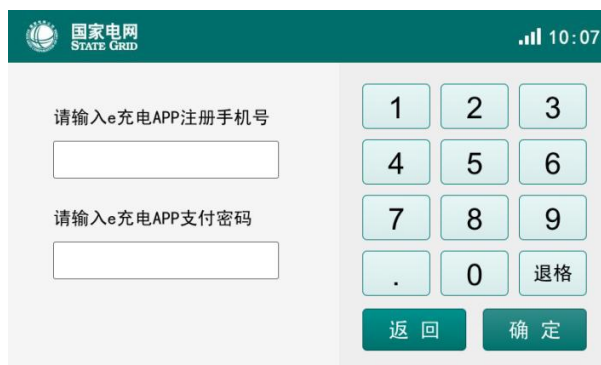 国家电网
STATE GRID
10:07
请输入e充电APP注册手机号
请输入e充电APP支付密码
1 2 3
4 5 6
7 8 9
. 0 退格
返 回 确 定